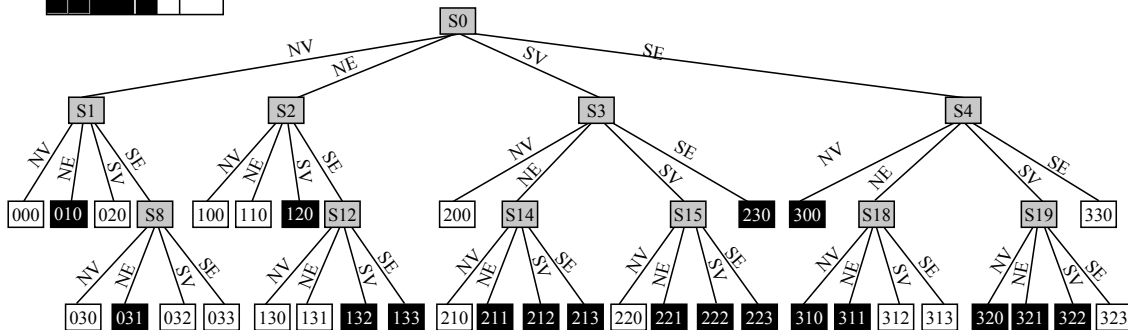 S0
NV NE SV SE
S1 S2 S3 S4
NV NE SV SE NV NE SV SE NV NE SV SE NV NE SV SE
000 010 020 S8 100 110 120 S12 200 S14 S15 230 300 S18 S19 330
NV NE SV SE NV NE SV SE NV NE SV SE NV NE SV SE NV NE SV SE NV NE SV SE
030 031 032 033 130 131 132 133 210 211 212 213 220 221 222 223 310 311 312 313 320 321 322 323